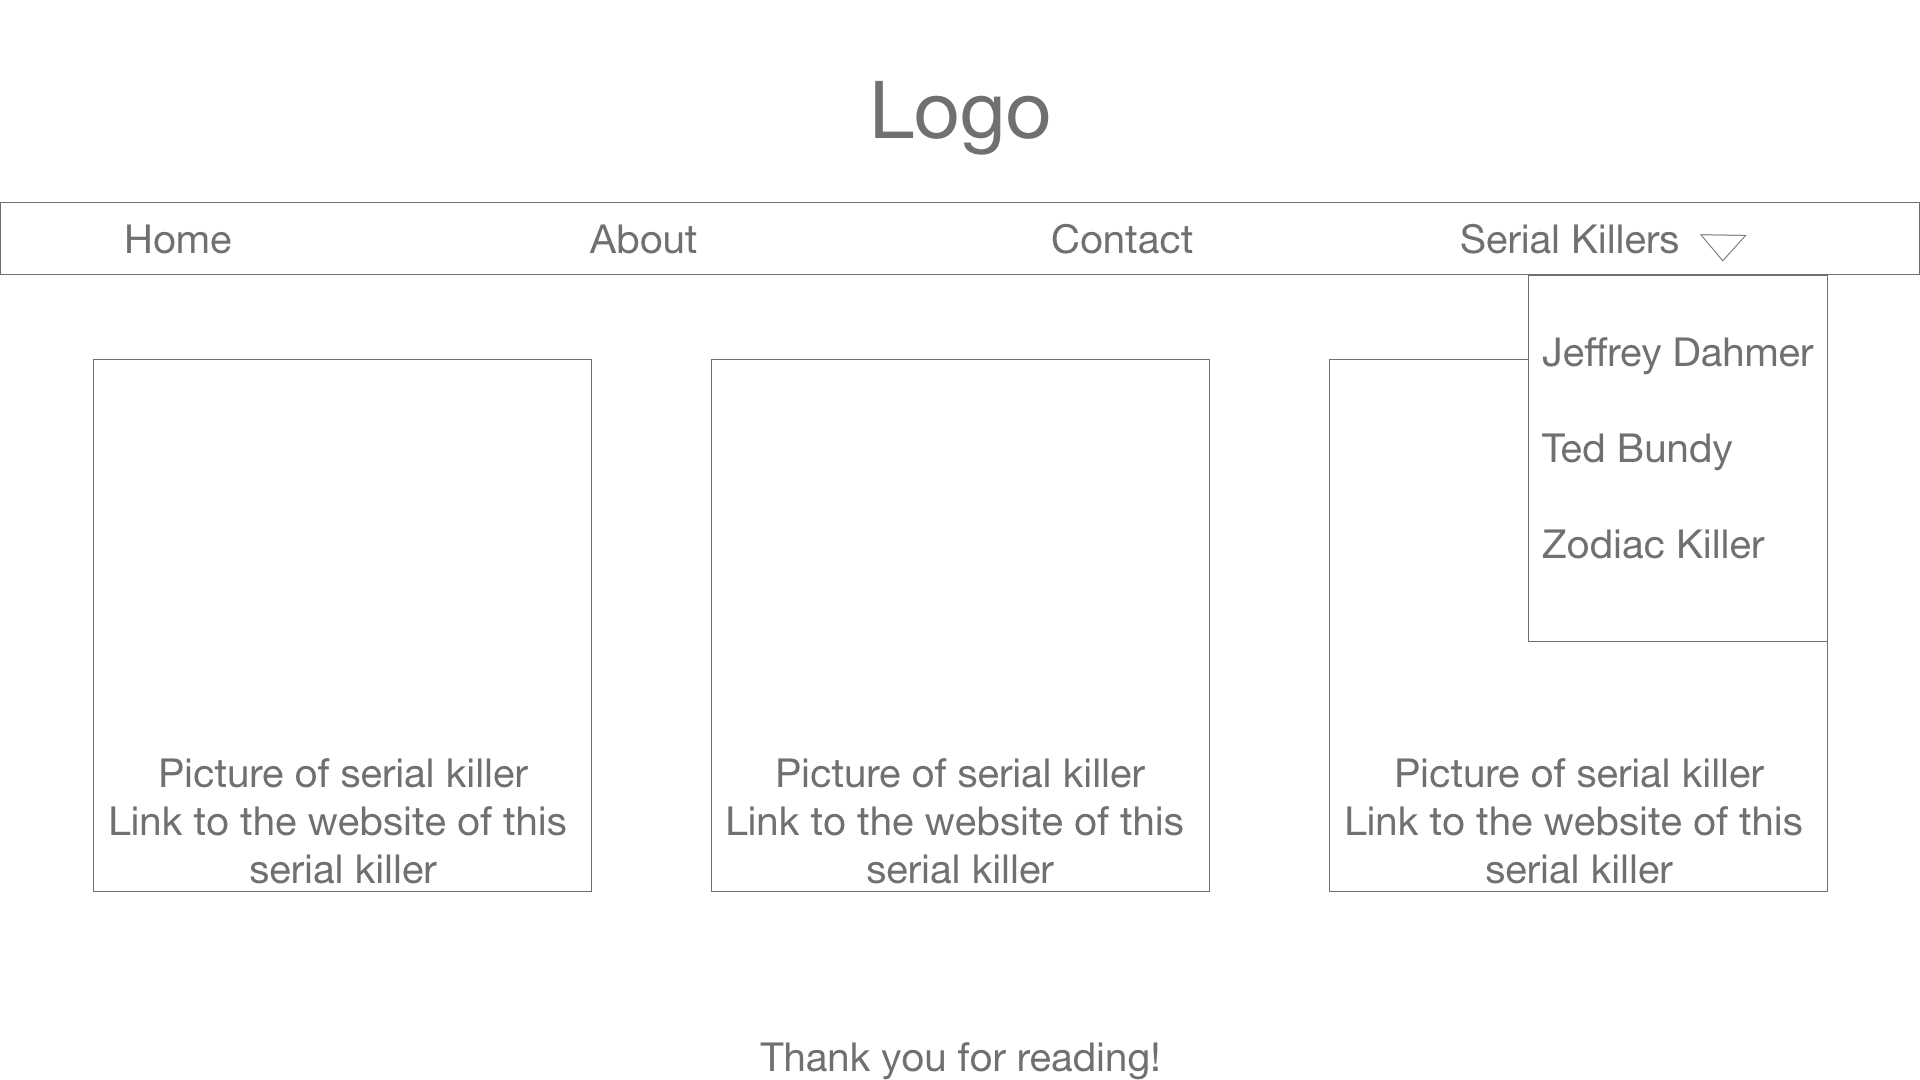 Logo
Home
About
Contact
Serial Killers
Jeffrey Dahmer
Ted Bundy
Zodiac Killer
Picture of serial killer
Link to the website of this
serial killer
Picture of serial killer
Link to the website of this
serial killer
Picture of serial killer
Link to the website of this
serial killer
Thank you for reading!